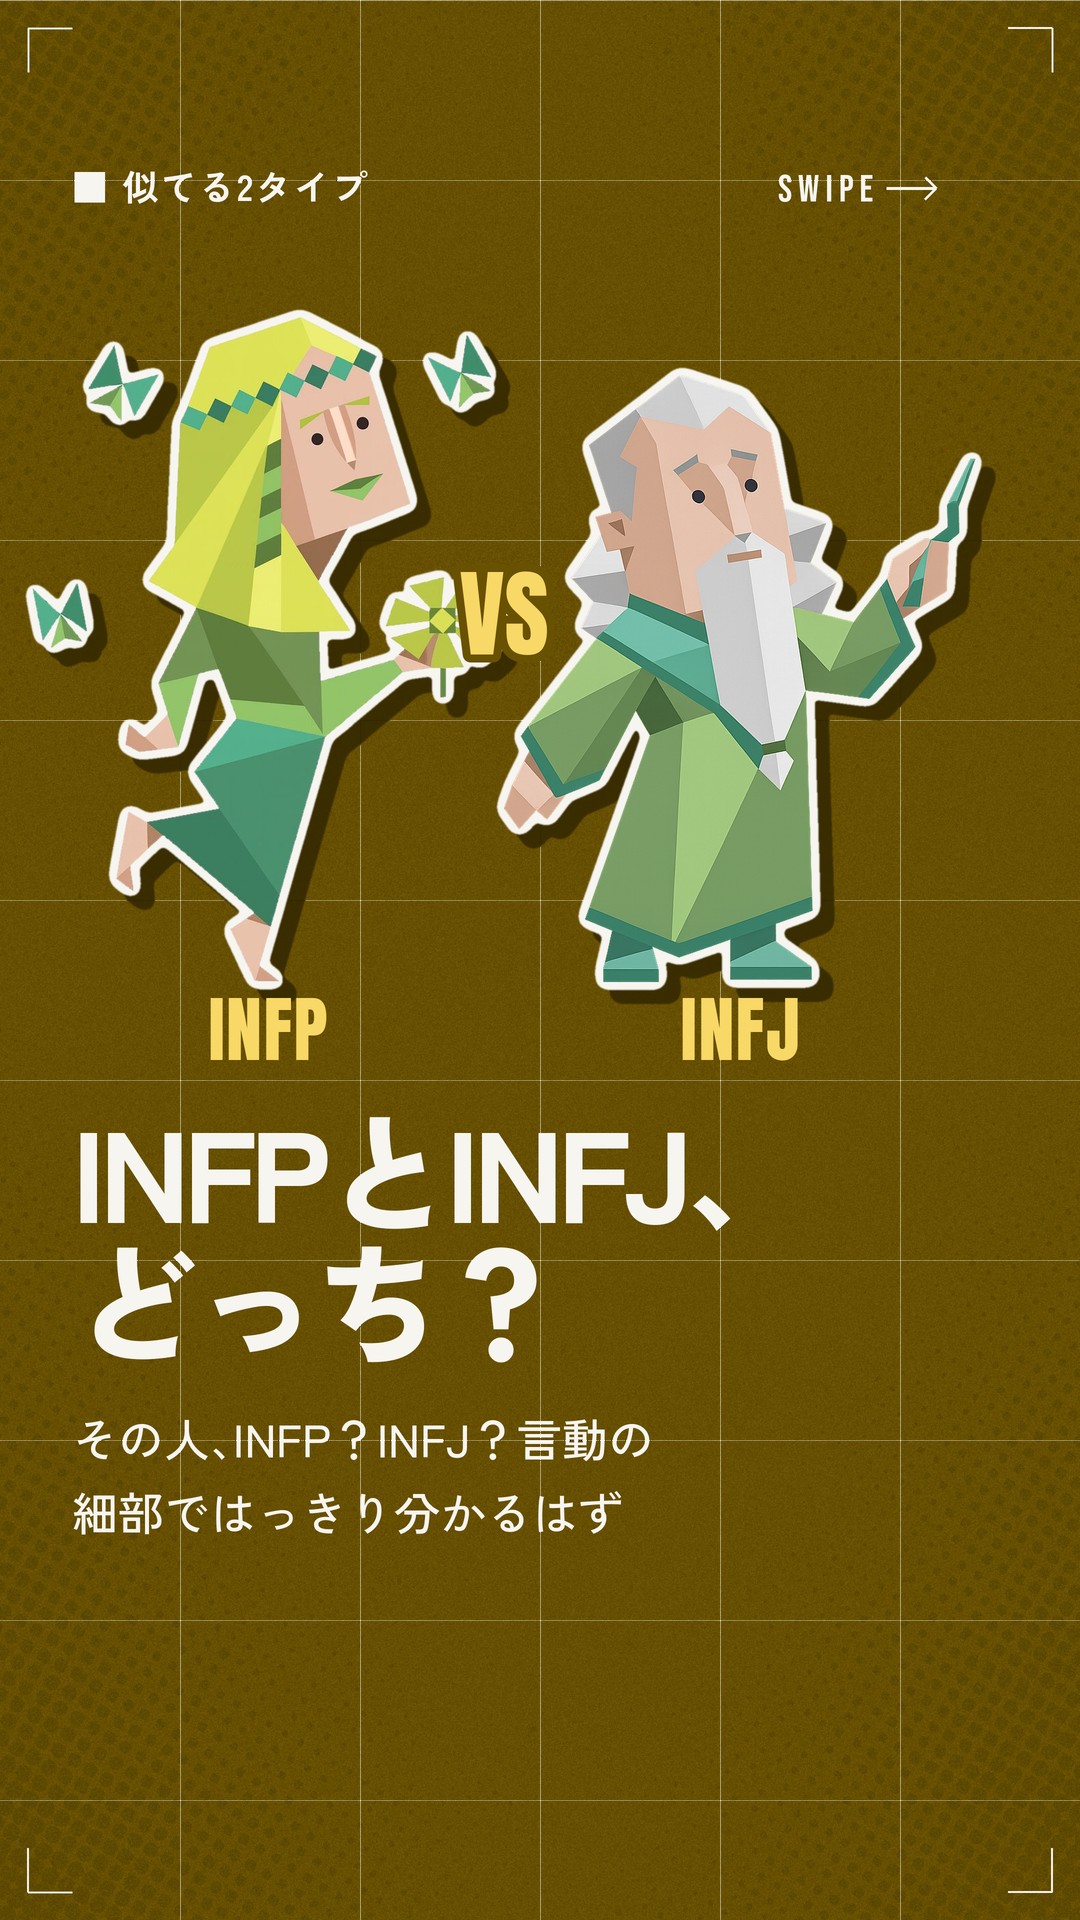 似てる2タイプ
SWIPE
VS
INFP
INFJ
INFPとINFJ、
どっち？
その人、INFP？INFJ？言動の
細部ではっきり分かるはず